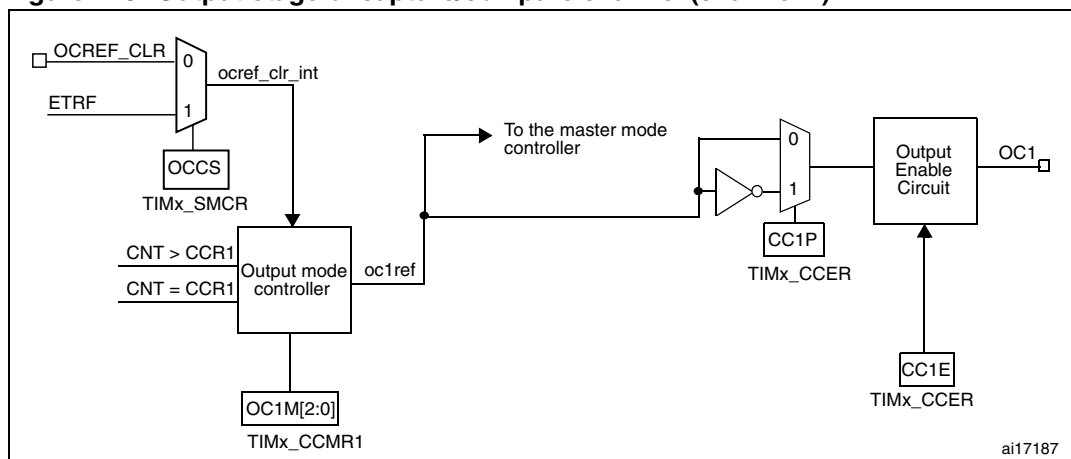 OCREF_CLR
0
ocref_clr_int
ETRF
1
OCCS
TIMx_SMCR
To the master mode
controller
0
1
CC1P
TIMx_CCER
Output
Enable
Circuit
OC1
CNT > CCR1
CNT = CCR1
Output mode
controller
oc1ref
OC1M[2:0]
TIMx_CCMR1
CC1E
TIMx_CCER
ai17187